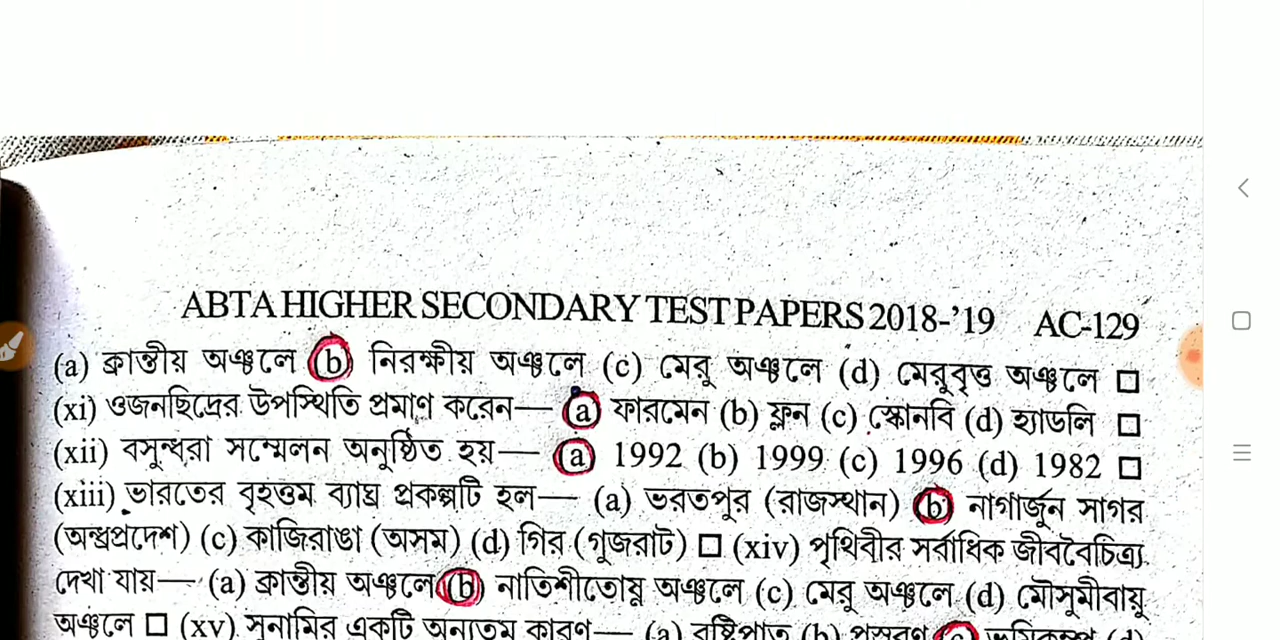 ABTA HIGHER SECONDARY TEST PAPERS 2018-'19 AC-129
(a) ক্রান্তীয় অঞ্চলে (b) নিরক্ষীয় অঞ্চলে (c) মেরু অঞ্চলে (d) মেরুবৃত্ত অঞ্চলে □
(xi) ওজনছিদ্রের উপস্থিতি প্রমাণ করেন— (a) ফারমেন (b) ফ্লন (c) স্কোনবি (d) হ্যাডলি □
(xii) বসুন্ধরা সম্মেলন অনুষ্ঠিত হয়— (a) 1992 (b) 1999 (c) 1996 (d) 1982 □
(xiii) ভারতের বৃহত্তম ব্যাঘ্র প্রকল্পটি হল— (a) ভরতপুর (রাজস্থান) (b) নাগার্জুন সাগর
(অন্ধ্রপ্রদেশ) (c) কাজিরাঙা (অসম) (d) গির (গুজরাট) □ (xiv) পৃথিবীর সর্বাধিক জীববৈচিত্র্য
দেখা যায়— (a) ক্রান্তীয় অঞ্চলে (b) নাতিশীতোষ্ণ অঞ্চলে (c) মেরু অঞ্চলে (d) মৌসুমীবায়ু
অঞ্চলে □ (xv) সুনামির একটি অন্যতম কারণ— (a) বৃষ্টিপাত (b) প্রস্রবণ (c) ভূমিকম্প (d)